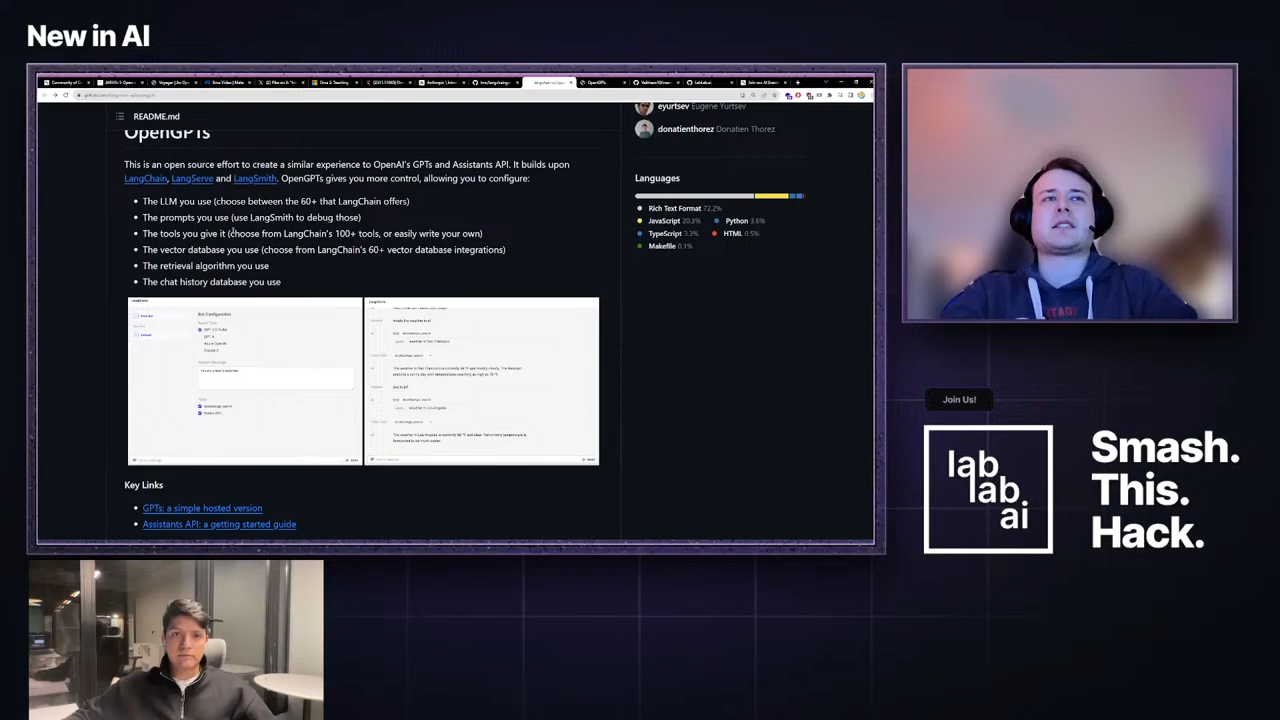 New in AI
README.md
OpenGPTs
This is an open source effort to create a similar experience to OpenAI's GPTs and Assistants API. It builds upon
LangChain, LangServe and LangSmith. OpenGPTs gives you more control, allowing you to configure:
The LLM you use (choose between the 60+ that LangChain offers)
The prompts you use (use LangSmith to debug those)
The tools you give it (choose from LangChain's 100+ tools, or easily write your own)
The vector database you use (choose from LangChain's 60+ vector database integrations)
The retrieval algorithm you use
The chat history database you use
Bot Configuration
Key Links
GPTs: a simple hosted version
Assistants API: a getting started guide
eyurtsev Eugene Yurtsev
donatienthorez Donatien Thorez
Languages
Rich Text Format 72.2%
JavaScript 20.3%
Python 3.6%
TypeScript 3.3%
HTML 0.5%
Makefile 0.1%
Join Us!
lab
lab
.ai
Smash.
This.
Hack.